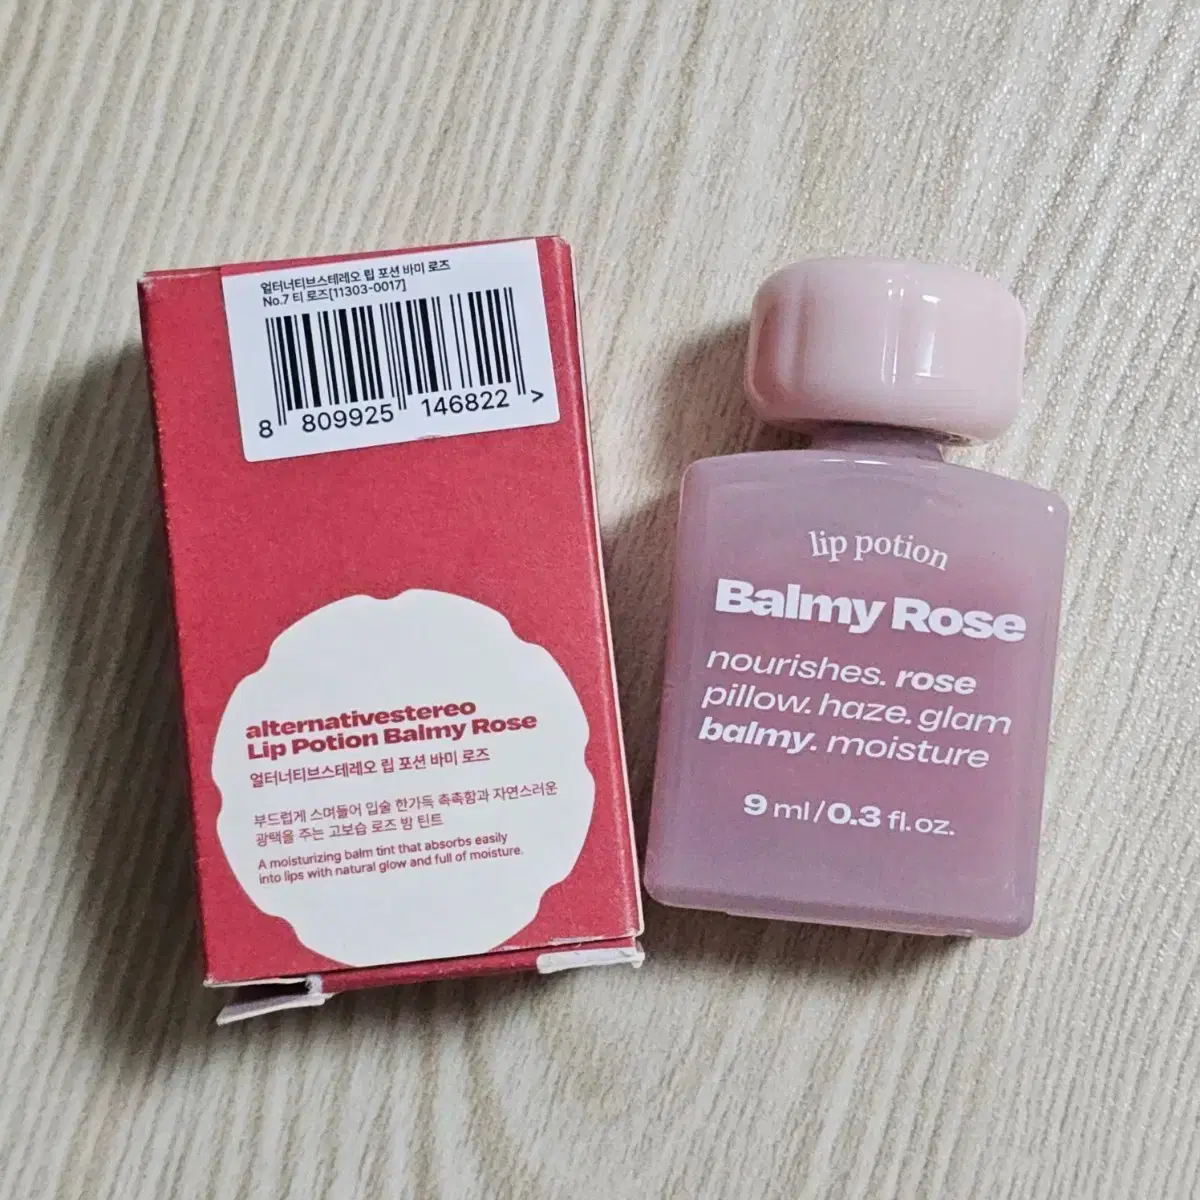 얼터너티브스테레오 립 포션 바미 로즈
No.7 티 로즈[11303-0017]
8 809925 146822 >
alternativestereo
Lip Potion Balmy Rose
얼터너티브스테레오 립 포션 바미 로즈
부드럽게 스며들어 입술 한가득 촉촉함과 자연스러운
광택을 주는 고보습 로즈 밤 틴트
A moisturizing balm tint that absorbs easily
into lips with natural glow and full of moisture.
lip potion
Balmy Rose
nourishes. rose
pillow. haze. glam
balmy. moisture
9 ml/0.3 fl.oz.